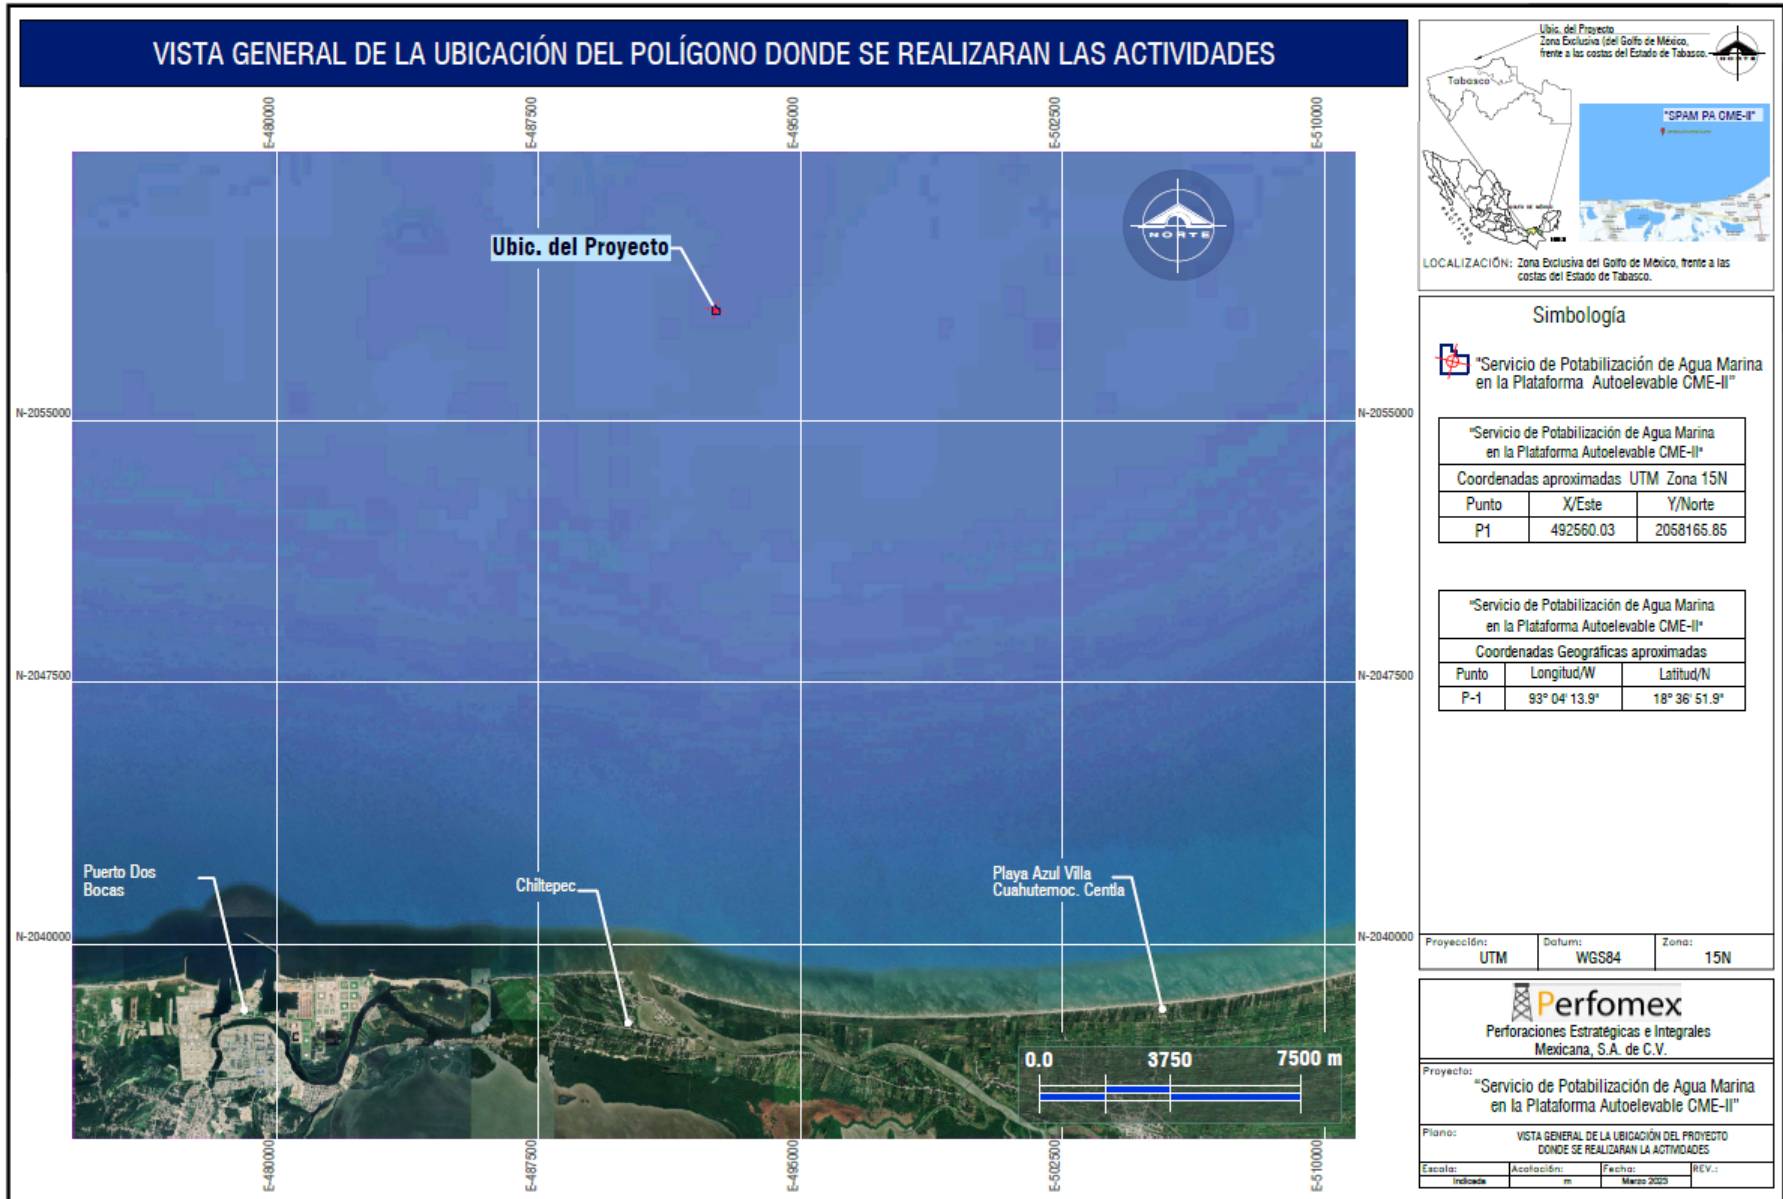 VISTA GENERAL DE LA UBICACIÓN DEL POLÍGONO DONDE SE REALIZARAN LAS ACTIVIDADES
E-480000
E-487500
E-495000
E-502500
E-510000
Ubic. del Proyecto
NORTE
N-2055000
N-2055000
N-2047500
N-2047500
Puerto Dos
Bocas
Chiltepec
Playa Azul Villa
Cuahutemoc. Centla
N-2040000
N-2040000
0.0 3750 7500 m
E-480000
E-487500
E-495000
E-502500
E-510000
Ubic. del Proyecto
Zona Exclusiva (del Golfo de México,
frente a las costas del Estado de Tabasco.
NORTE
Tabasco
"SPAM PA CME-II"
GOLFO DE MÉXICO
LOCALIZACIÓN: Zona Exclusiva del Golfo de México, frente a las
costas del Estado de Tabasco.
Simbología
"Servicio de Potabilización de Agua Marina
en la Plataforma Autoelevable CME-II"
"Servicio de Potabilización de Agua Marina
en la Plataforma Autoelevable CME-II"
Coordenadas aproximadas UTM Zona 15N
Punto X/Este Y/Norte
P1 492560.03 2058165.85
"Servicio de Potabilización de Agua Marina
en la Plataforma Autoelevable CME-II"
Coordenadas Geográficas aproximadas
Punto Longitud/W Latitud/N
P-1 93° 04' 13.9" 18° 36' 51.9"
Proyección: Datum: Zona:
UTM WGS84 15N
Perfomex
Perforaciones Estratégicas e Integrales
Mexicana, S.A. de C.V.
Proyecto:
"Servicio de Potabilización de Agua Marina
en la Plataforma Autoelevable CME-II"
Plano:
VISTA GENERAL DE LA UBICACIÓN DEL PROYECTO
DONDE SE REALIZARAN LA ACTIVIDADES
Escala: Acotación: Fecha: REV.:
Indicada m Marzo 2023